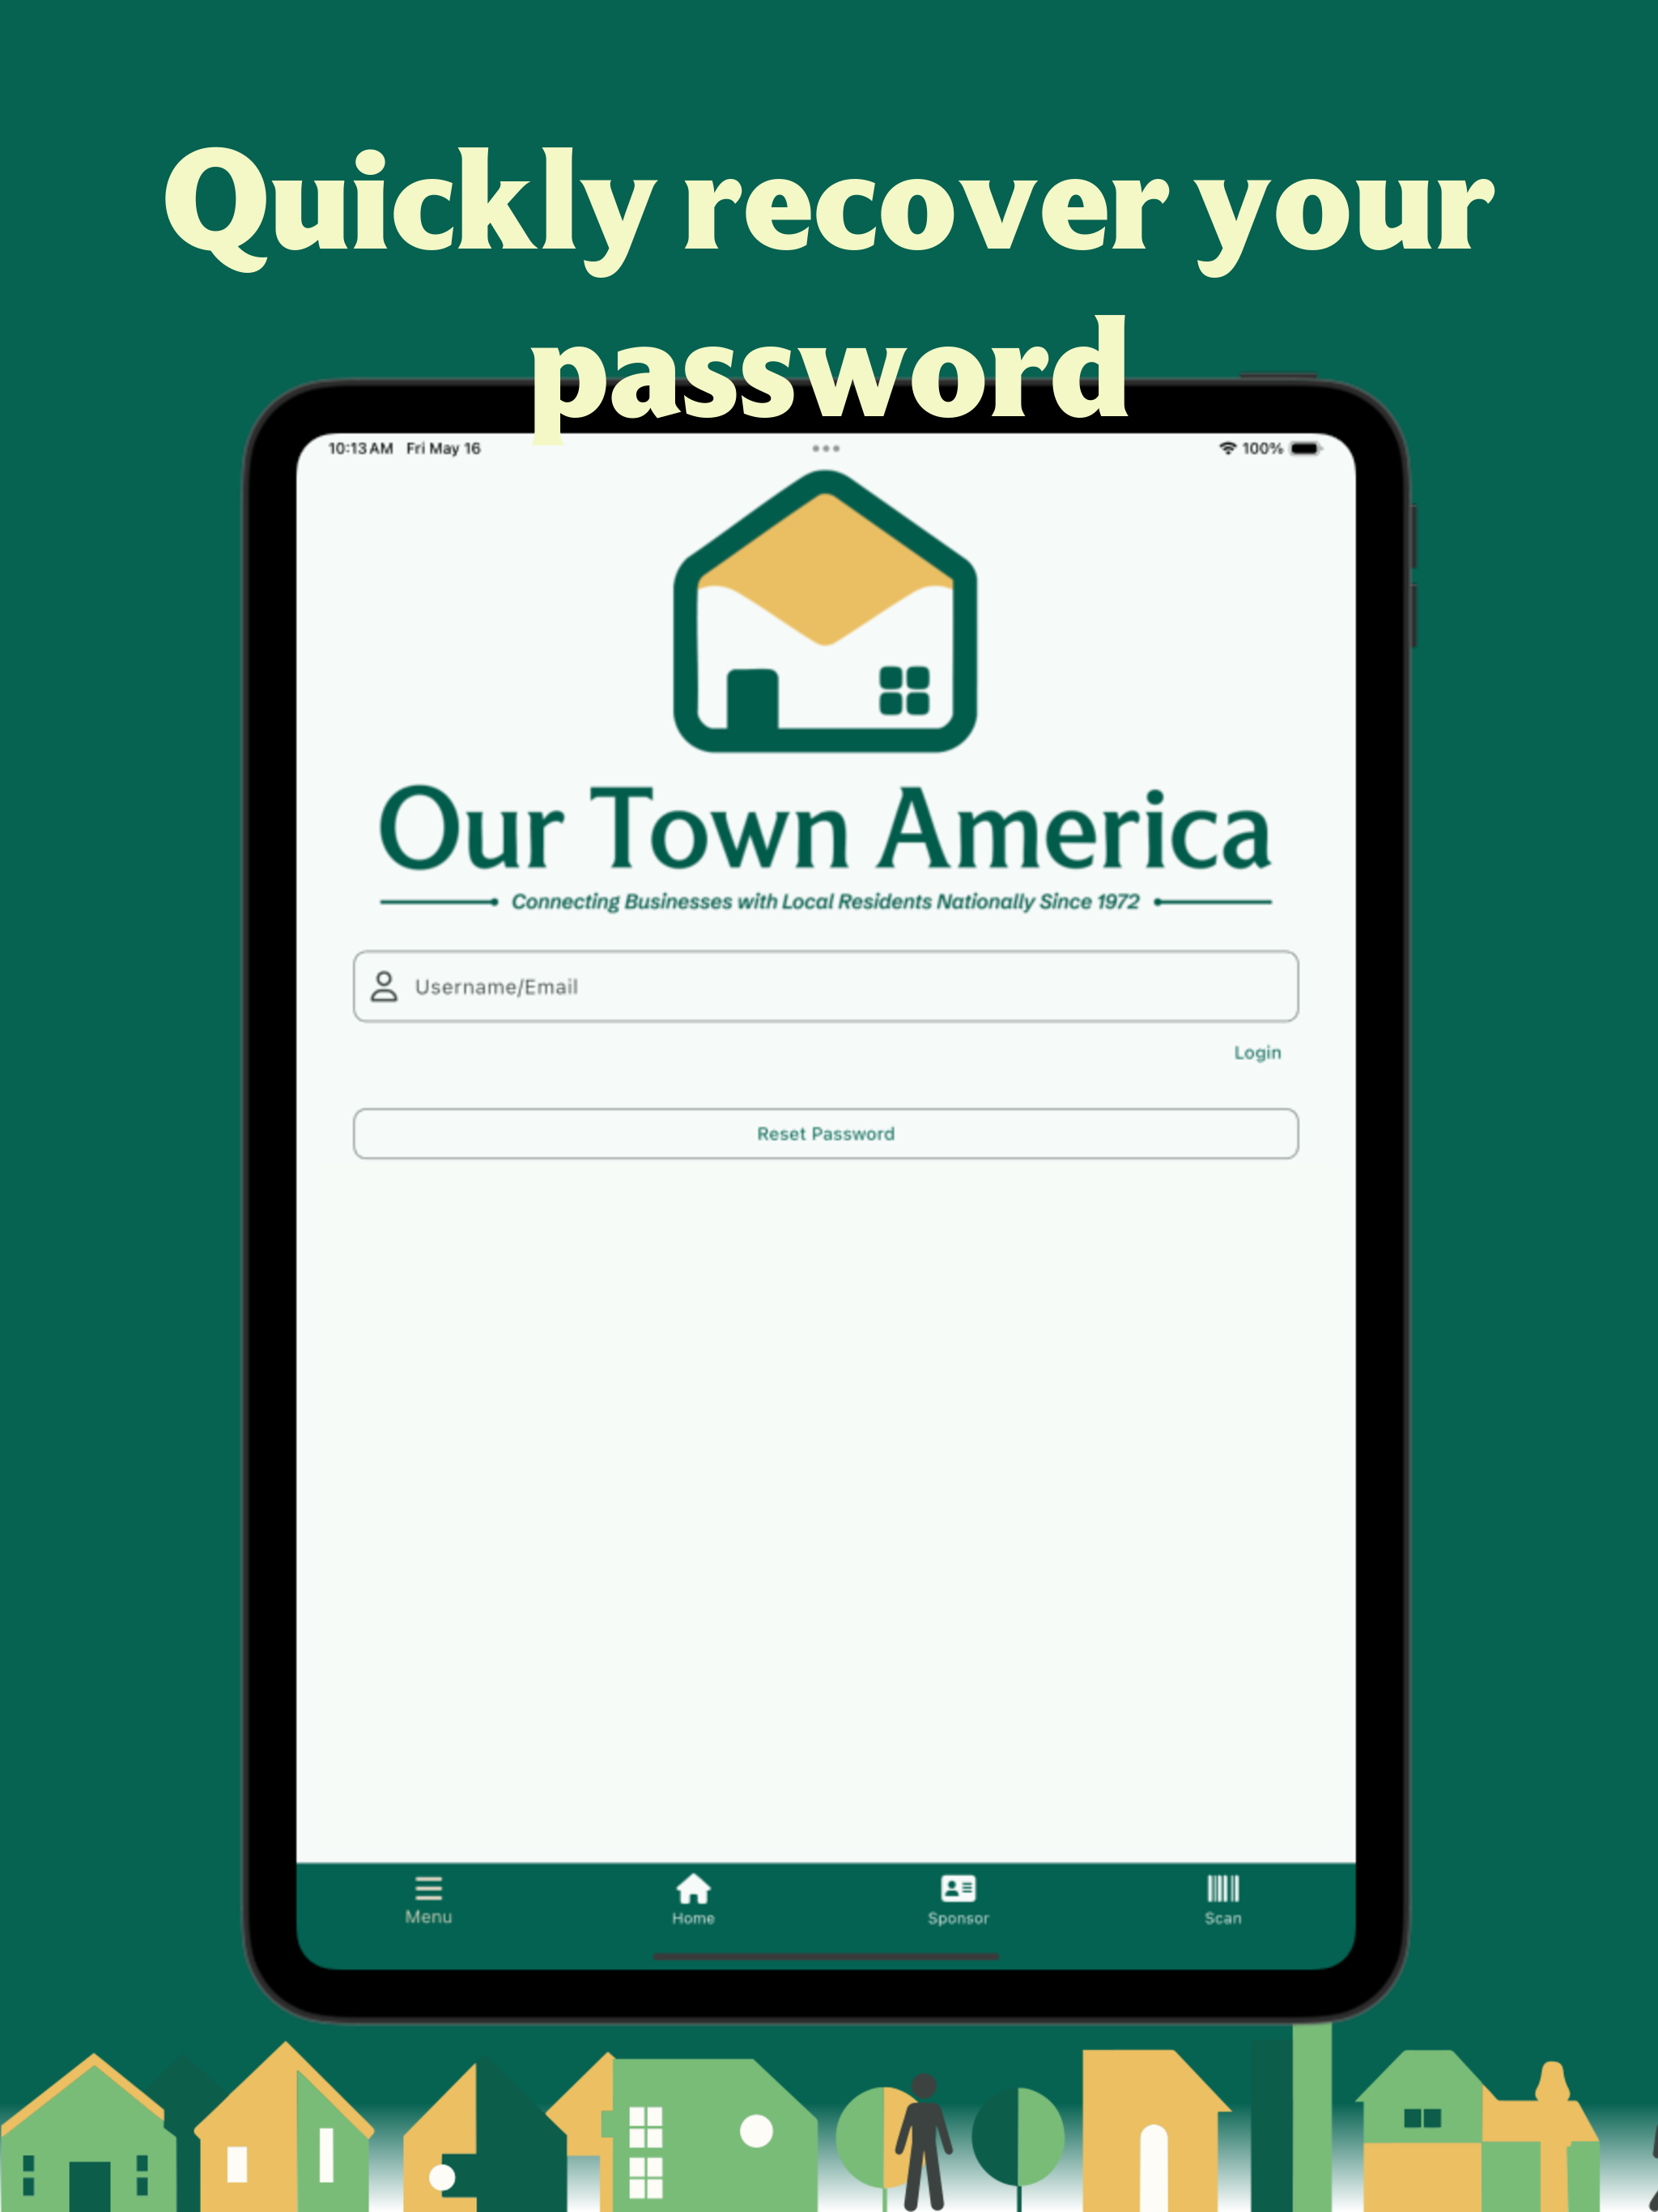 Quickly recover your
password
10:13 AM Fri May 16
100%
Our Town America
Connecting Businesses with Local Residents Nationally Since 1972
Username/Email
Login
Reset Password
Menu Home Sponsor Scan